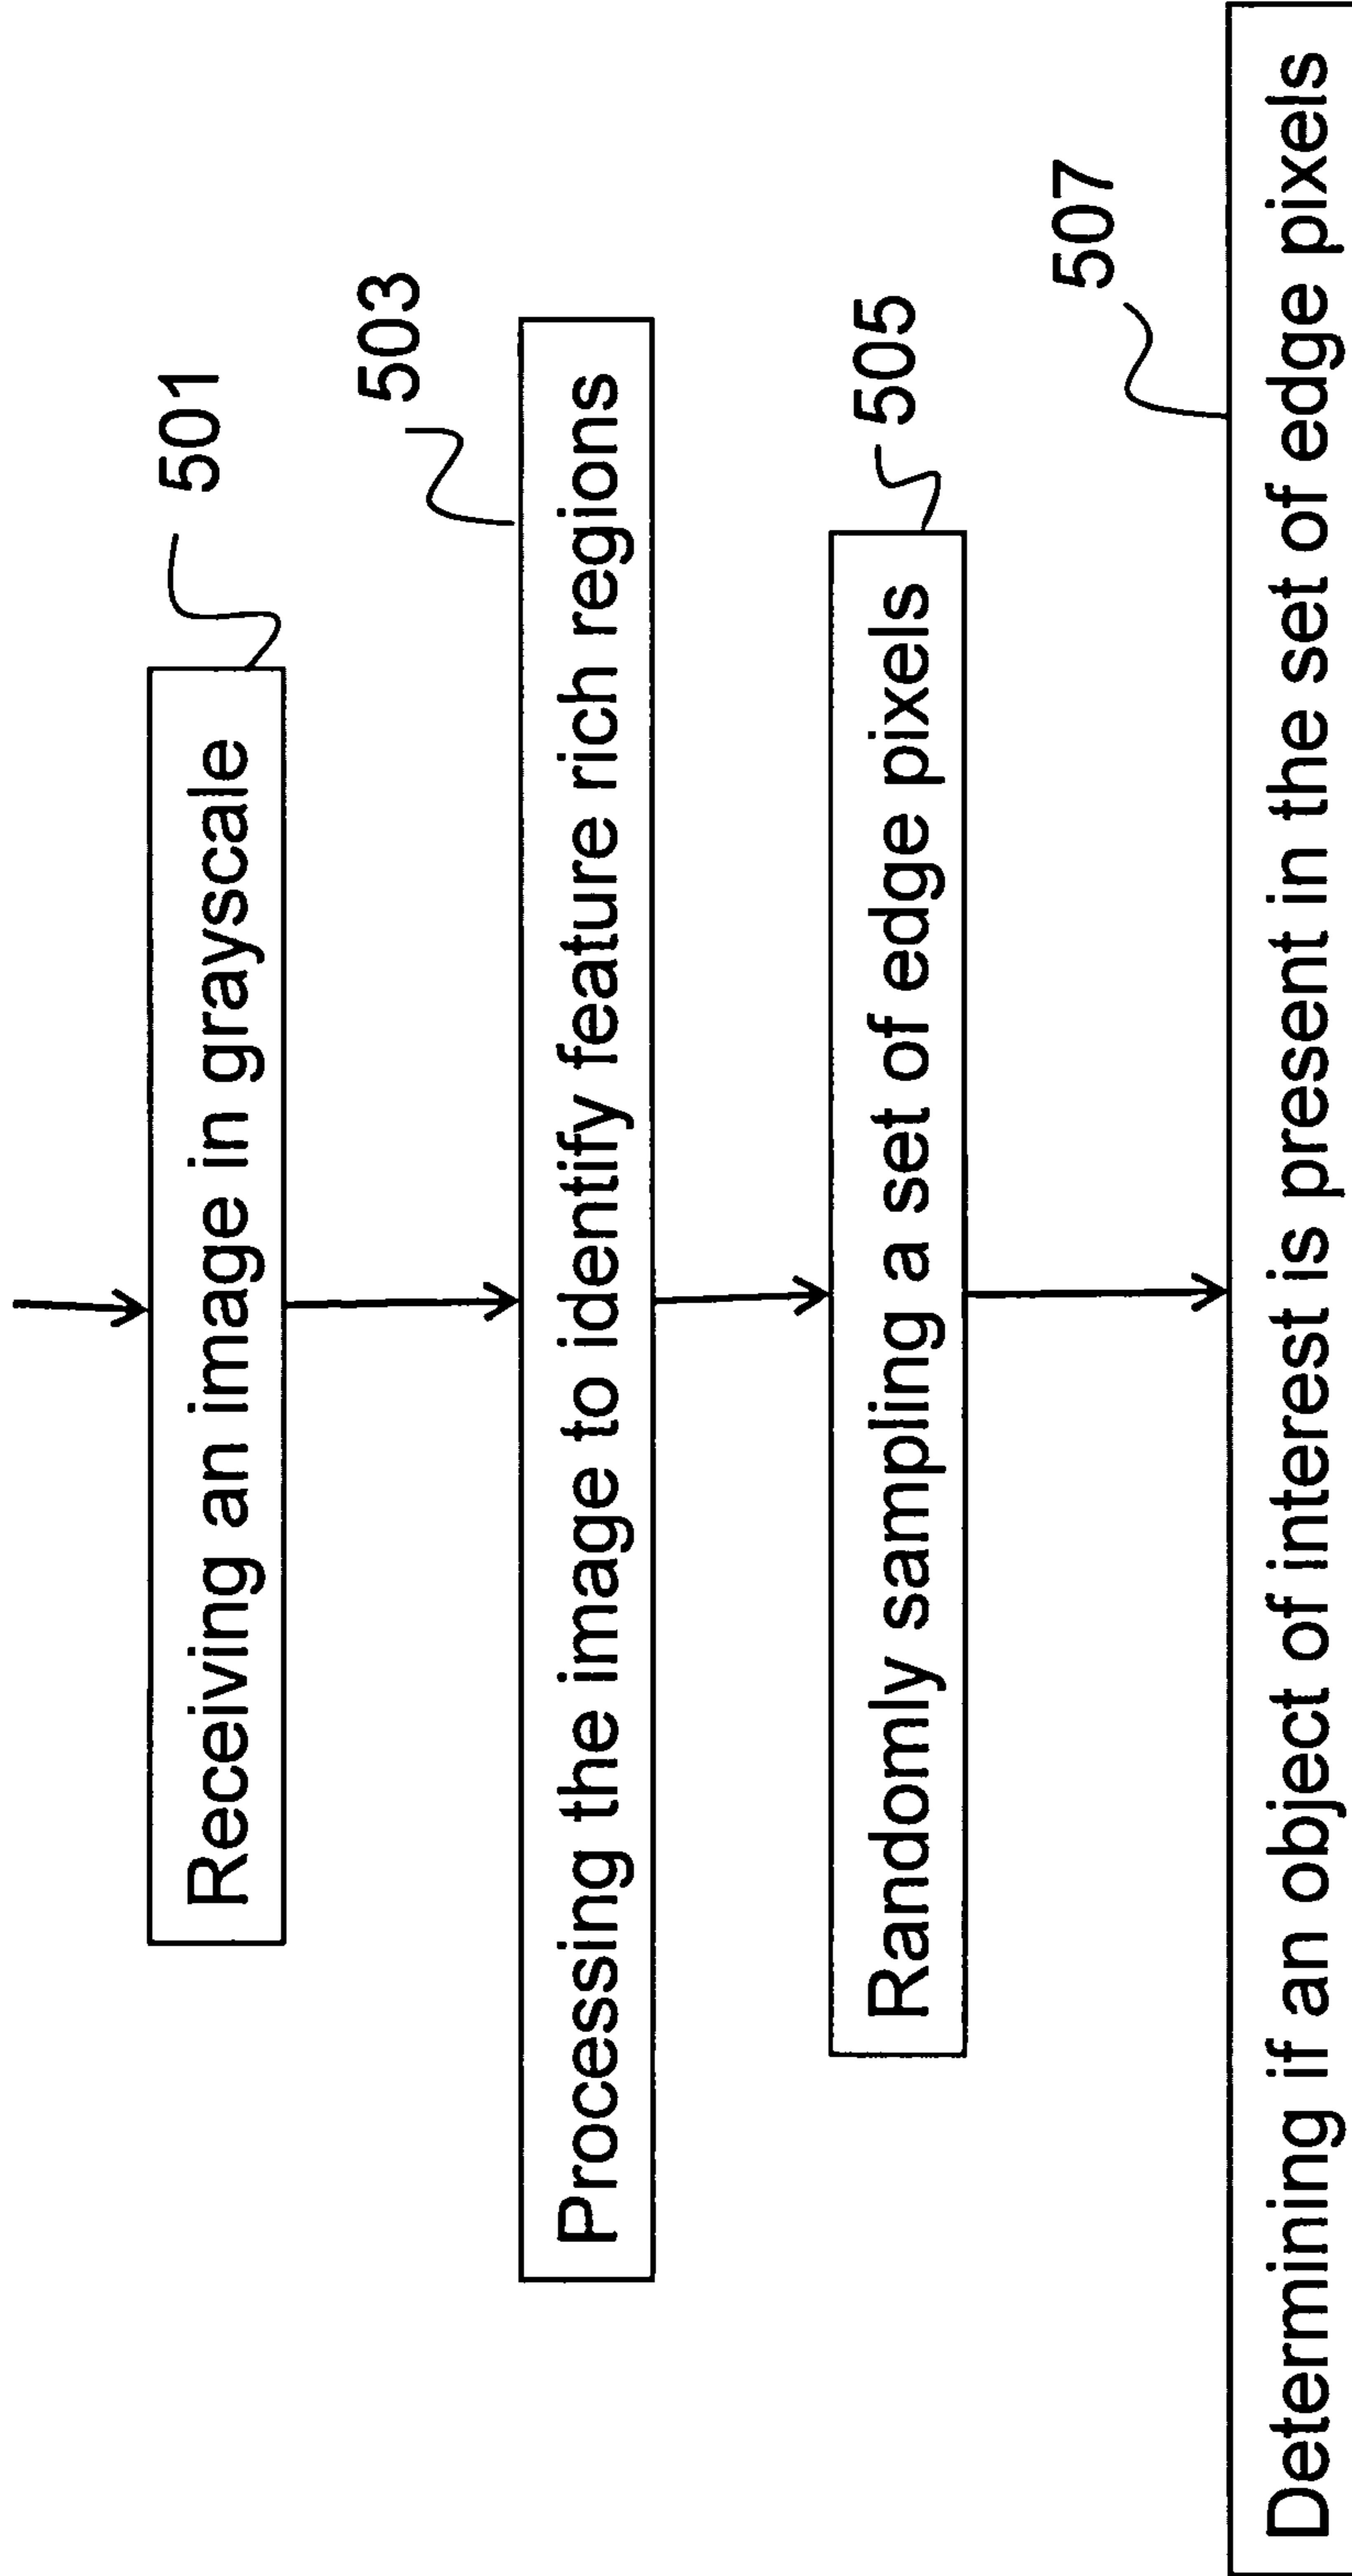 501
Receiving an image in grayscale
503
Processing the image to identify feature rich regions
505
Randomly sampling a set of edge pixels
507
Determining if an object of interest is present in the set of edge pixels